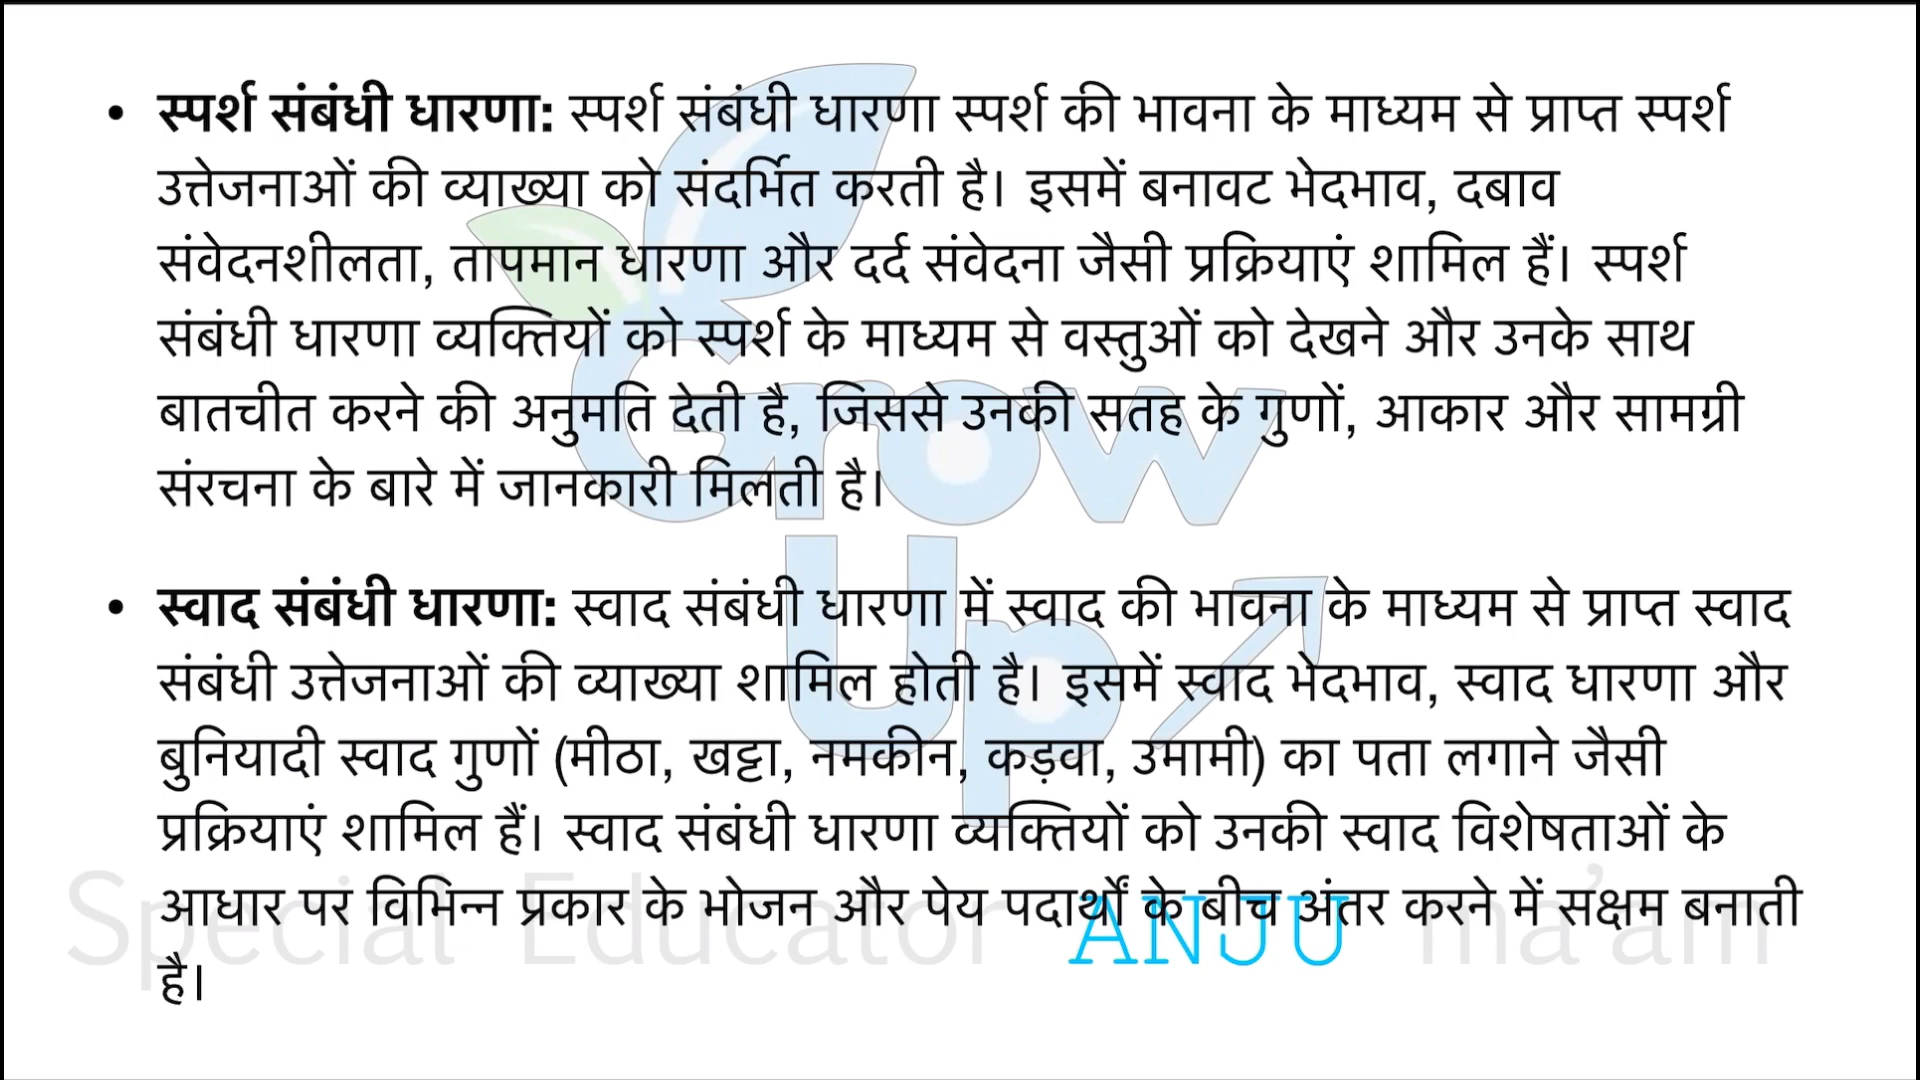 • स्पर्श संबंधी धारणा: स्पर्श संबंधी धारणा स्पर्श की भावना के माध्यम से प्राप्त स्पर्श
उत्तेजनाओं की व्याख्या को संदर्भित करती है। इसमें बनावट भेदभाव, दबाव
संवेदनशीलता, तापमान धारणा और दर्द संवेदना जैसी प्रक्रियाएं शामिल हैं। स्पर्श
संबंधी धारणा व्यक्तियों को स्पर्श के माध्यम से वस्तुओं को देखने और उनके साथ
बातचीत करने की अनुमति देती है, जिससे उनकी सतह के गुणों, आकार और सामग्री
संरचना के बारे में जानकारी मिलती है।
Grow
Up
• स्वाद संबंधी धारणा: स्वाद संबंधी धारणा में स्वाद की भावना के माध्यम से प्राप्त स्वाद
संबंधी उत्तेजनाओं की व्याख्या शामिल होती है। इसमें स्वाद भेदभाव, स्वाद धारणा और
बुनियादी स्वाद गुणों (मीठा, खट्टा, नमकीन, कड़वा, उमामी) का पता लगाने जैसी
प्रक्रियाएं शामिल हैं। स्वाद संबंधी धारणा व्यक्तियों को उनकी स्वाद विशेषताओं के
आधार पर विभिन्न प्रकार के भोजन और पेय पदार्थों के बीच अंतर करने में सक्षम बनाती
है।
Special Educator ANJU ma'am